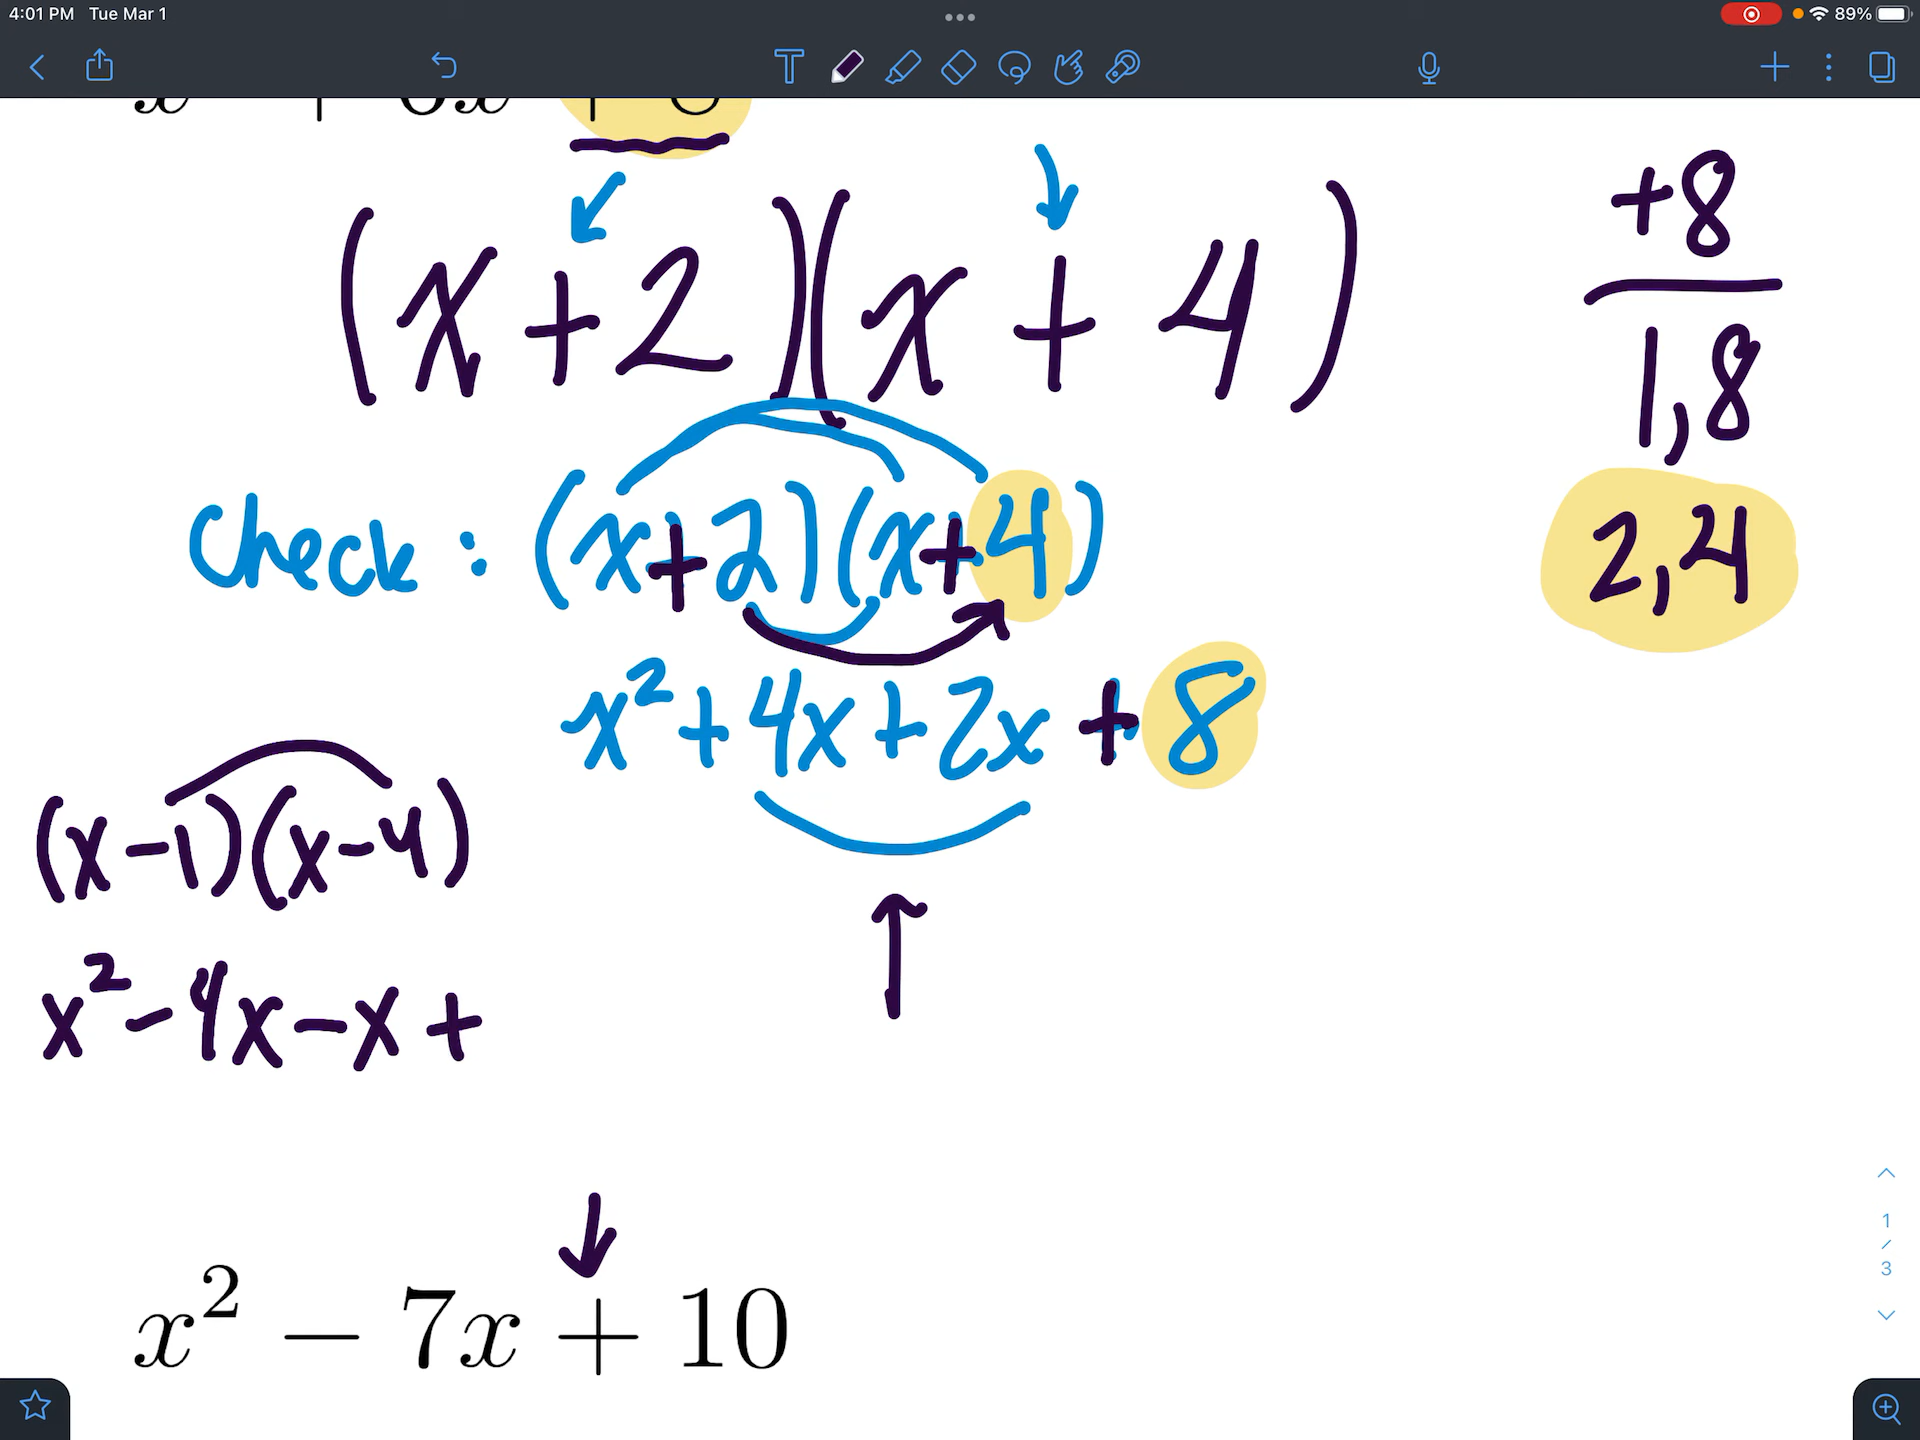 4:01 PM Tue Mar 1
89%
(x+2)(x+4)
+8
1,8
2,4
Check: (x+2)(x+4)
x²+4x+2x+8
(x-1)(x-4)
x²-4x-x+
x² − 7x + 10
1
/
3